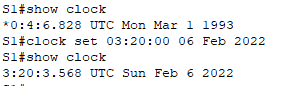 S1#show clock
*0:4:6.828 UTC Mon Mar 1 1993
S1#clock set 03:20:00 06 Feb 2022
S1#show clock
3:20:3.568 UTC Sun Feb 6 2022